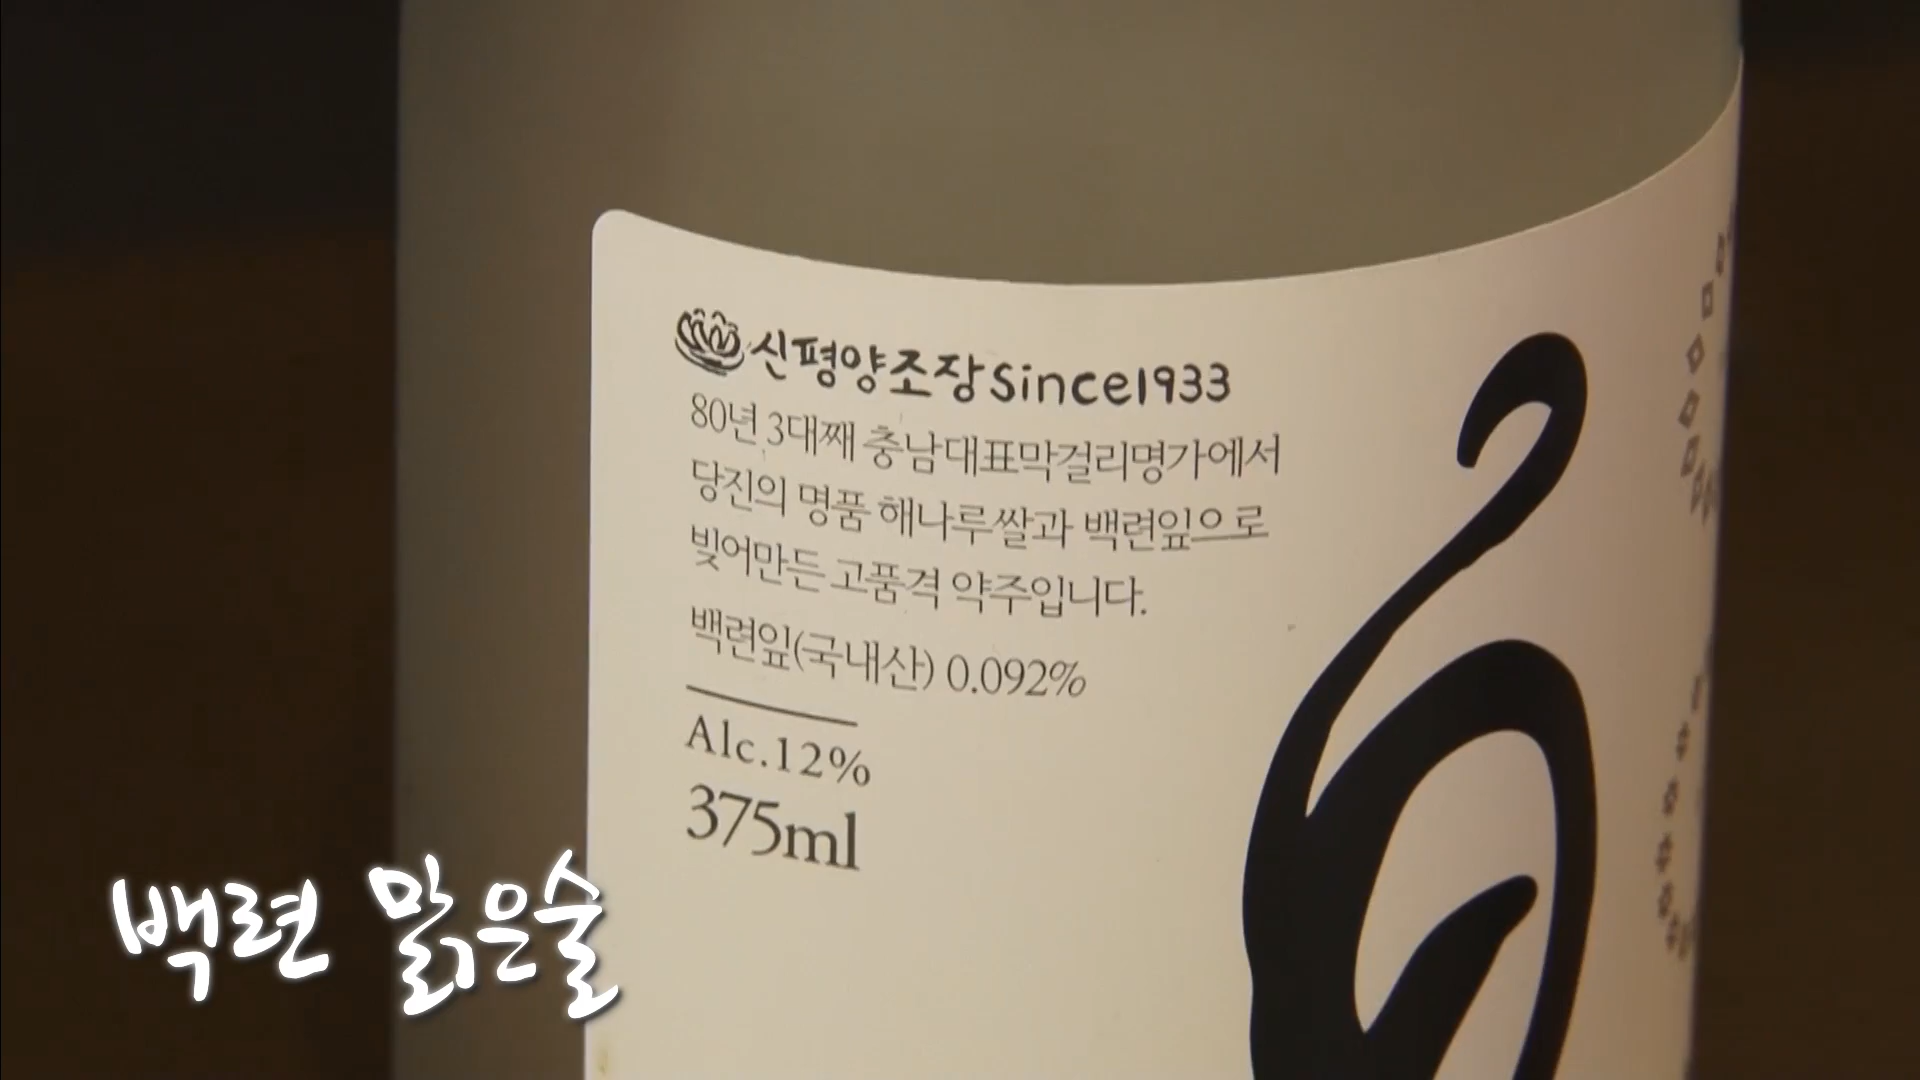 신평양조장since1933
80년 3대째 충남대표막걸리명가에서
당진의 명품 해나루쌀과 백련잎으로
빚어만든 고품격 약주입니다.
백련잎(국내산) 0.092%
Alc.12%
375ml
백련 맑은술